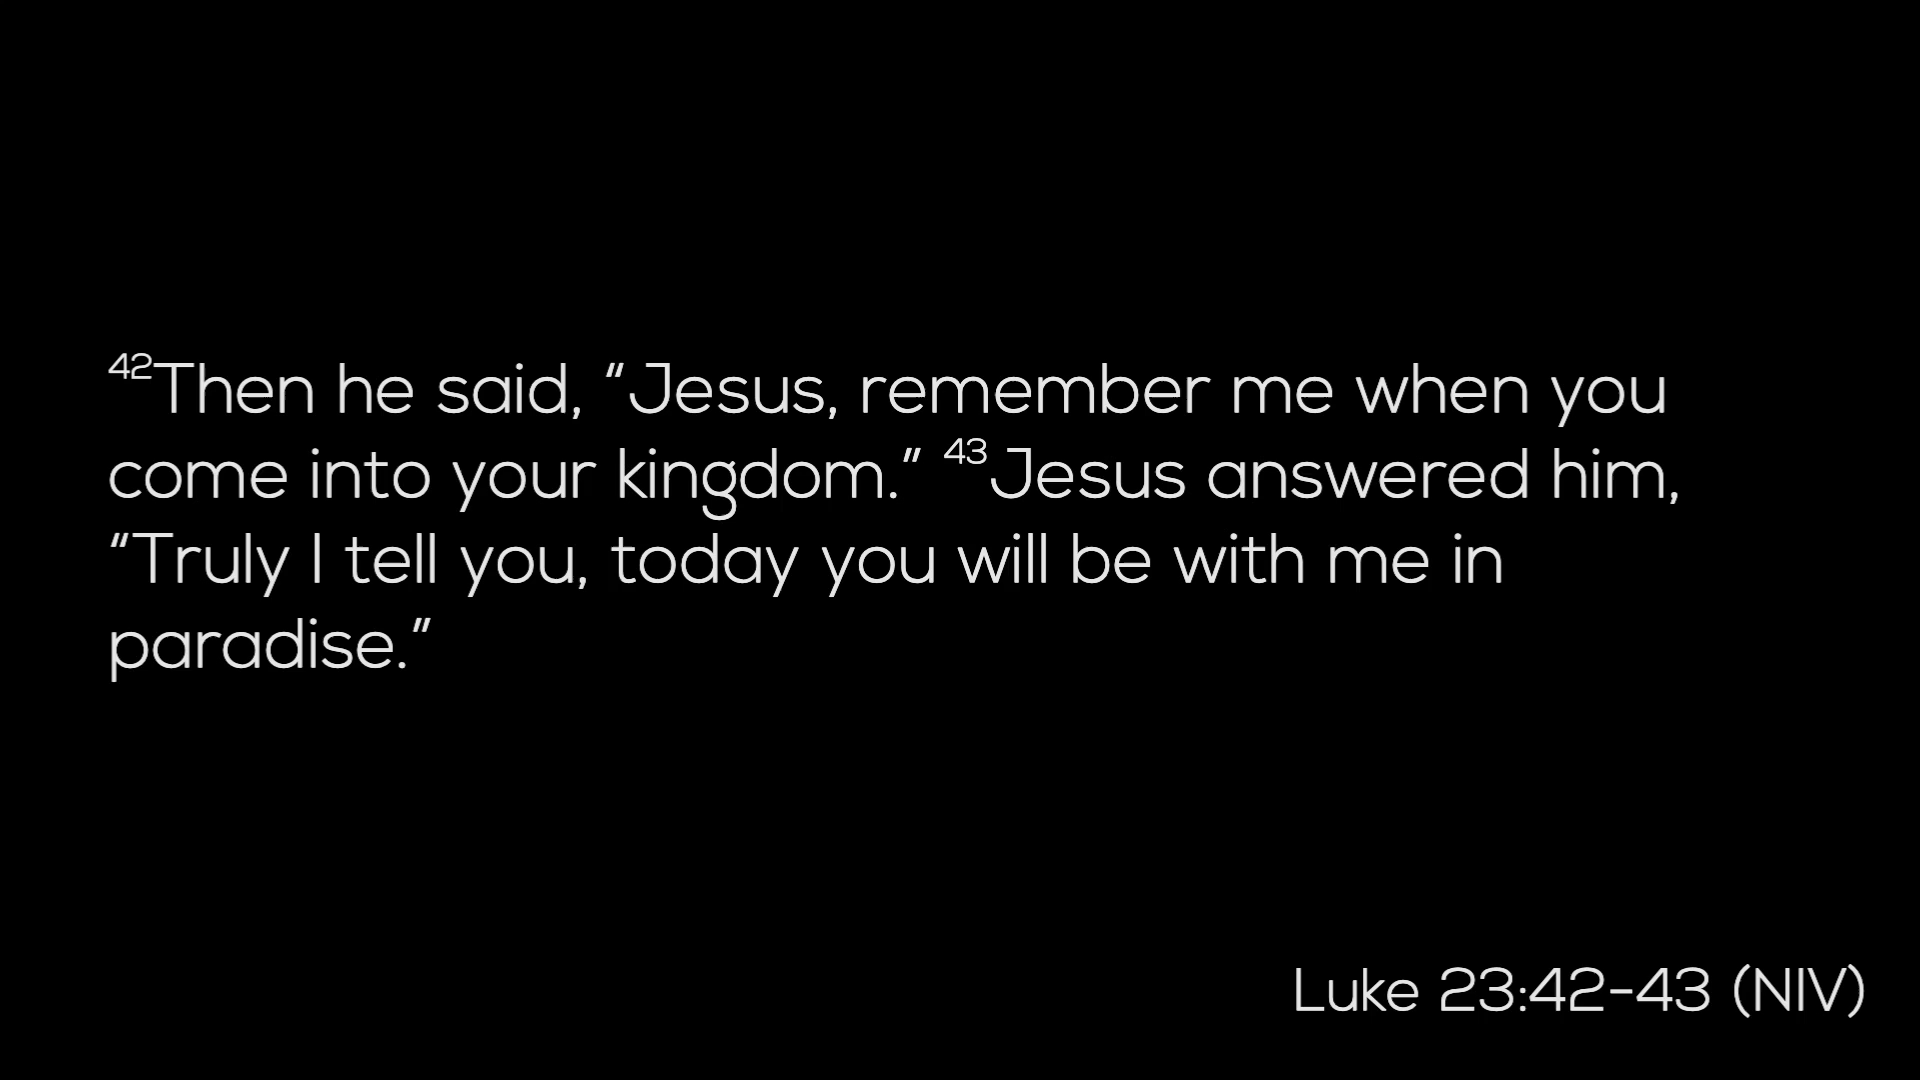 ⁴²Then he said, “Jesus, remember me when you
come into your kingdom.” ⁴³Jesus answered him,
“Truly I tell you, today you will be with me in
paradise.”
Luke 23:42-43 (NIV)